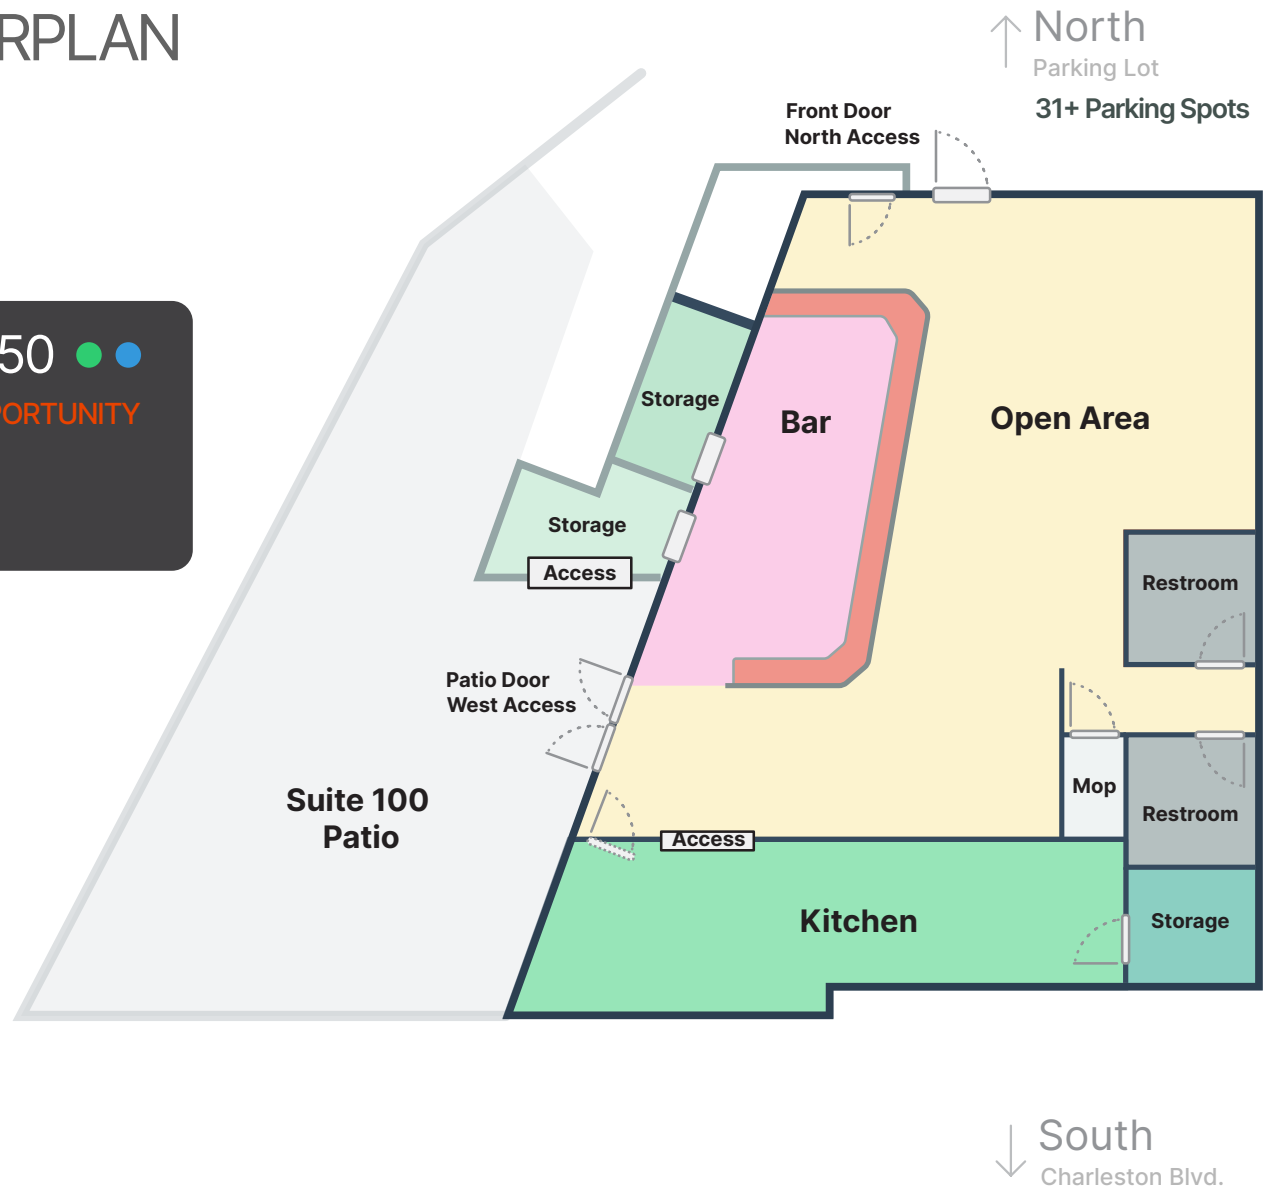 RPLAN
North
Parking Lot
31+ Parking Spots
Front Door
North Access
50
PORTUNITY
Storage
Bar
Open Area
Storage
Access
Restroom
Patio Door
West Access
Suite 100
Patio
Mop
Restroom
Access
Kitchen
Storage
South
Charleston Blvd.